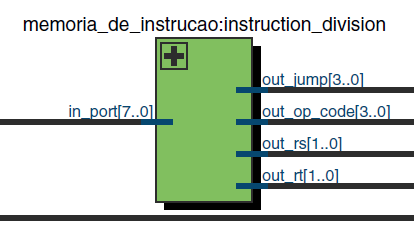 memoria_de_instrucao:instruction_division
in_port[7..0]
out_jump[3..0]
out_op_code[3..0]
out_rs[1..0]
out_rt[1..0]